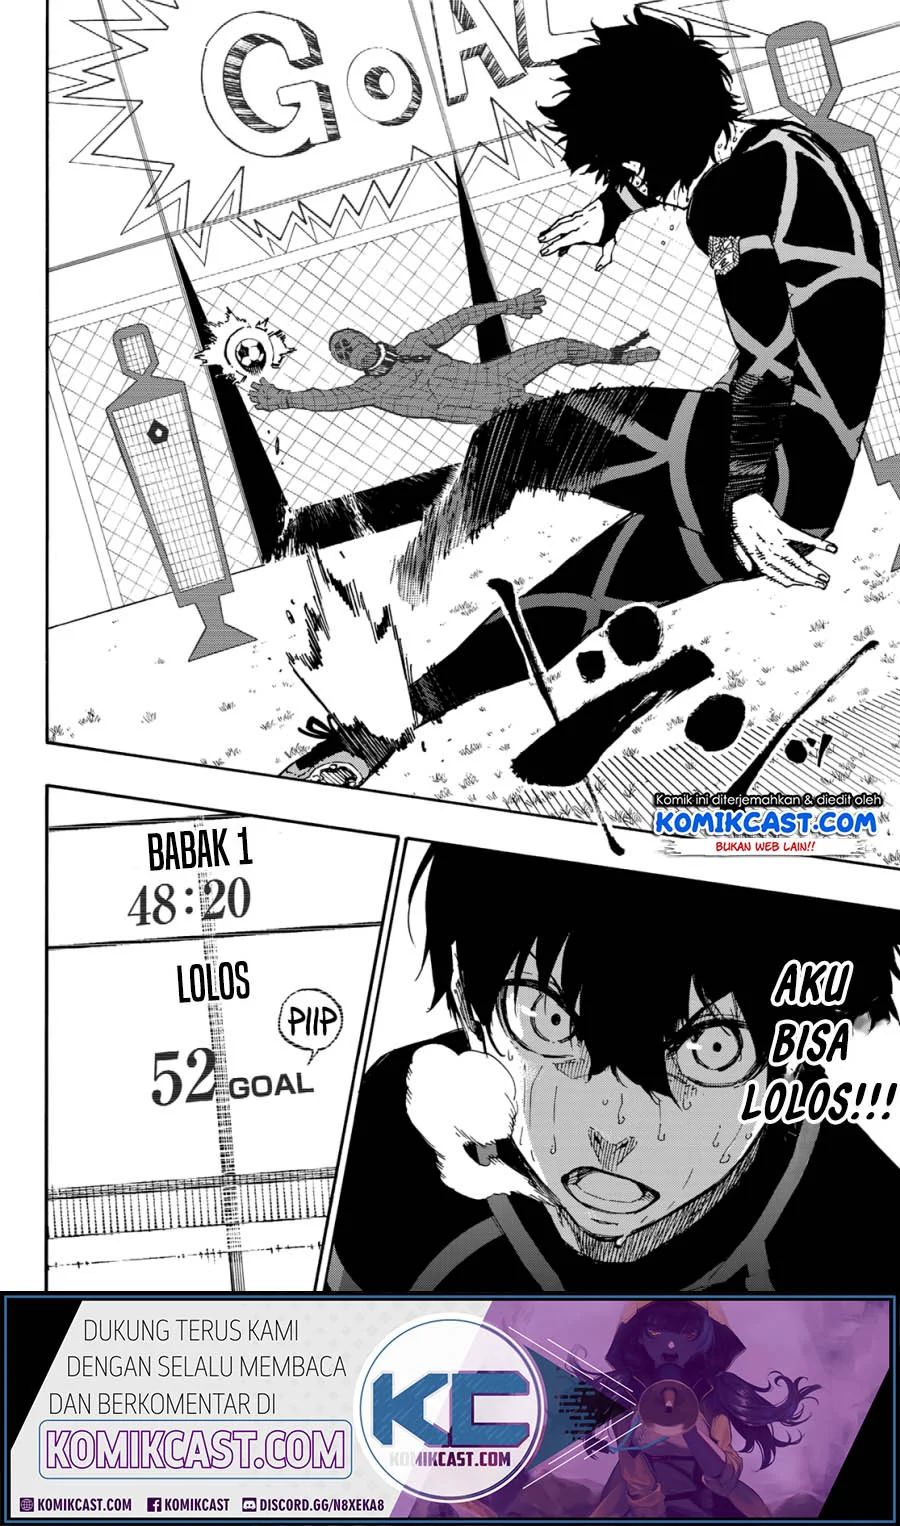 GOAL
Komik ini diterjemahkan & diedit oleh
KOMIKCAST.COM
BUKAN WEB LAIN!!
BABAK 1
48:20
LOLOS
PIIP
52 GOAL
AKU
BISA
LOLOS!!!
DUKUNG TERUS KAMI
DENGAN SELALU MEMBACA
DAN BERKOMENTAR DI
KOMIKCAST.COM
KC
KOMIKCAST.COM
KOMIKCAST.COM
KOMIKCAST
DISCORD.GG/N8XEKA8